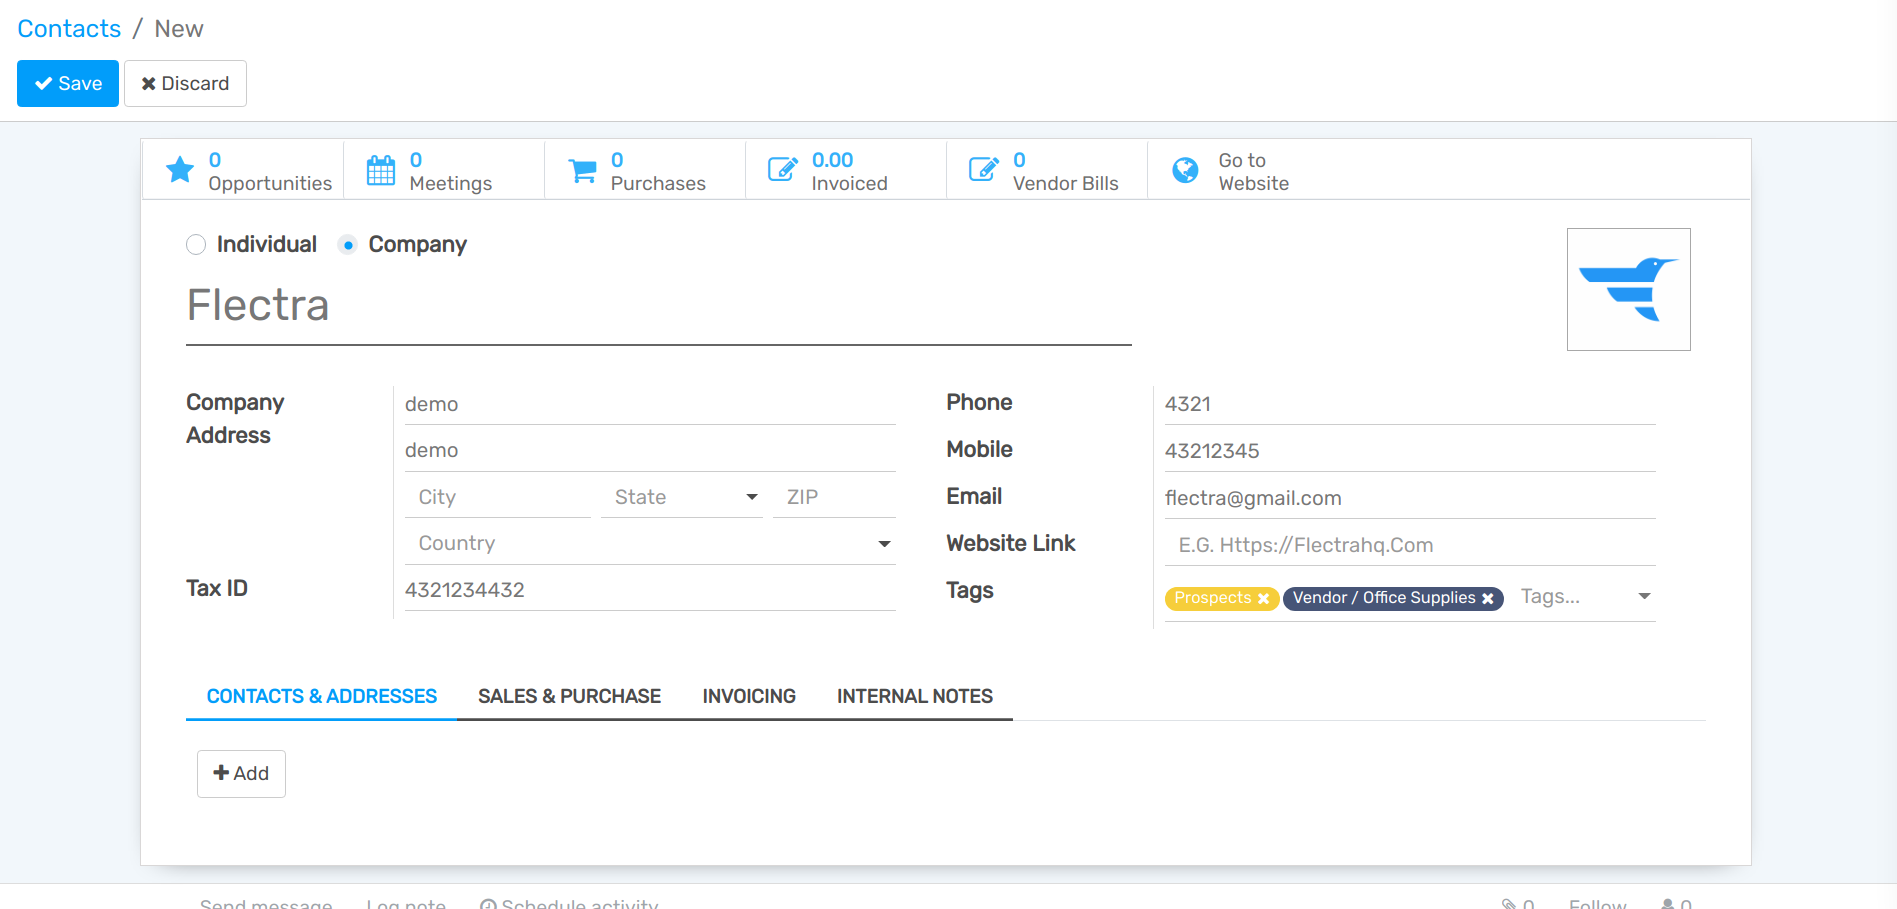 Contacts / New
Save Discard
0 Opportunities
0 Meetings
0 Purchases
0.00 Invoiced
0 Vendor Bills
Go to Website
Individual Company
Flectra
Company Address
demo
demo
City State ZIP
Country
Tax ID 4321234432
Phone 4321
Mobile 43212345
Email flectra@gmail.com
Website Link E.G. Https://Flectrahq.Com
Tags Prospects Vendor / Office Supplies Tags...
CONTACTS & ADDRESSES SALES & PURCHASE INVOICING INTERNAL NOTES
Add
Send message Log note Schedule activity 0 Follow 0